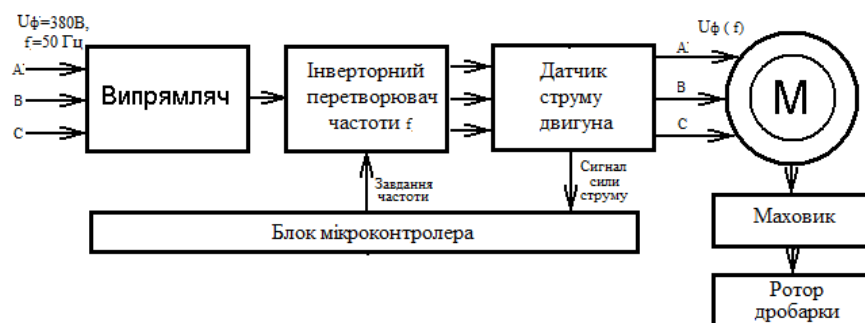 Uф=380В,
f=50 Гц
А
В
С
Випрямляч
Інверторний
перетворювач
частоти f
Датчик
струму
двигуна
А
В
С
Uф ( f )
М
Завдання
частоти
Сигнал
сили
струму
Блок мікроконтролера
Маховик
Ротор
дробарки